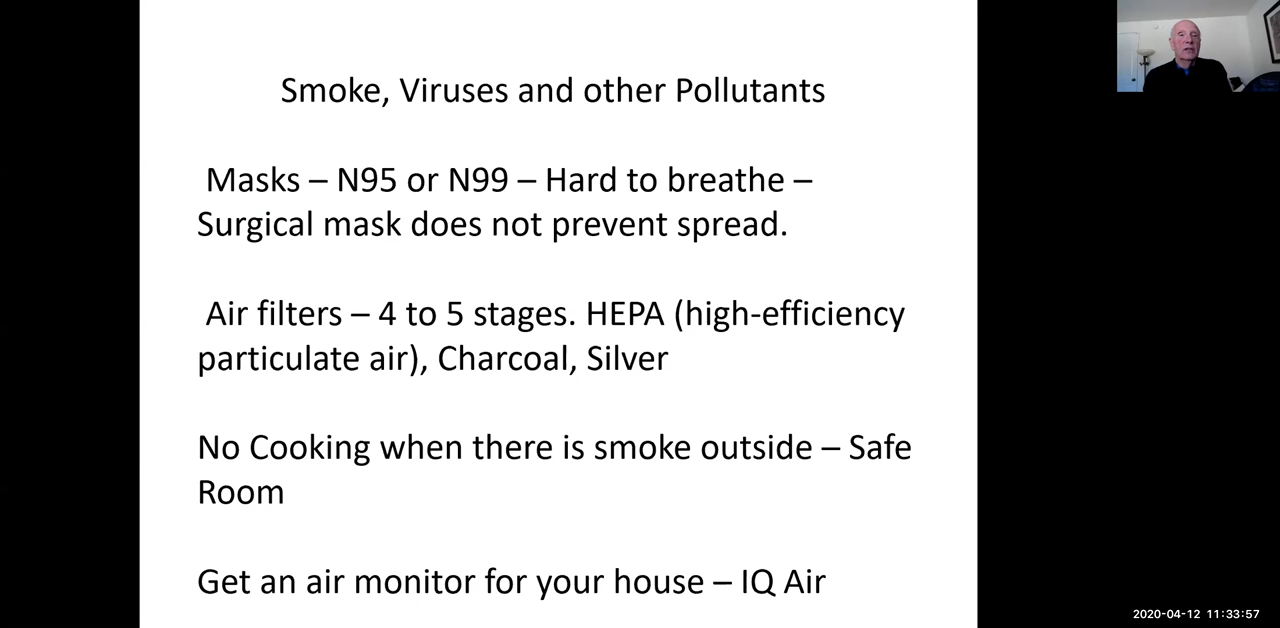 Smoke, Viruses and other Pollutants
Masks – N95 or N99 – Hard to breathe –
Surgical mask does not prevent spread.
Air filters – 4 to 5 stages. HEPA (high-efficiency
particulate air), Charcoal, Silver
No Cooking when there is smoke outside – Safe
Room
Get an air monitor for your house – IQ Air
2020-04-12 11:33:57